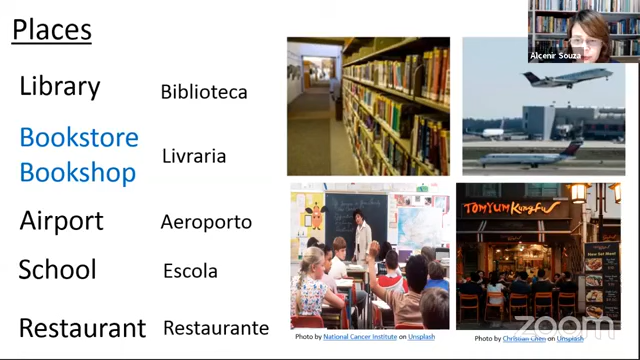 Places
Library
Biblioteca
Bookstore
Bookshop
Livraria
Airport
Aeroporto
School
Escola
Restaurant
Restaurante
Alcenir Souza
TOMYUM KungFu
Photo by National Cancer Institute on Unsplash
Photo by Christian Chen on Unsplash
zoom